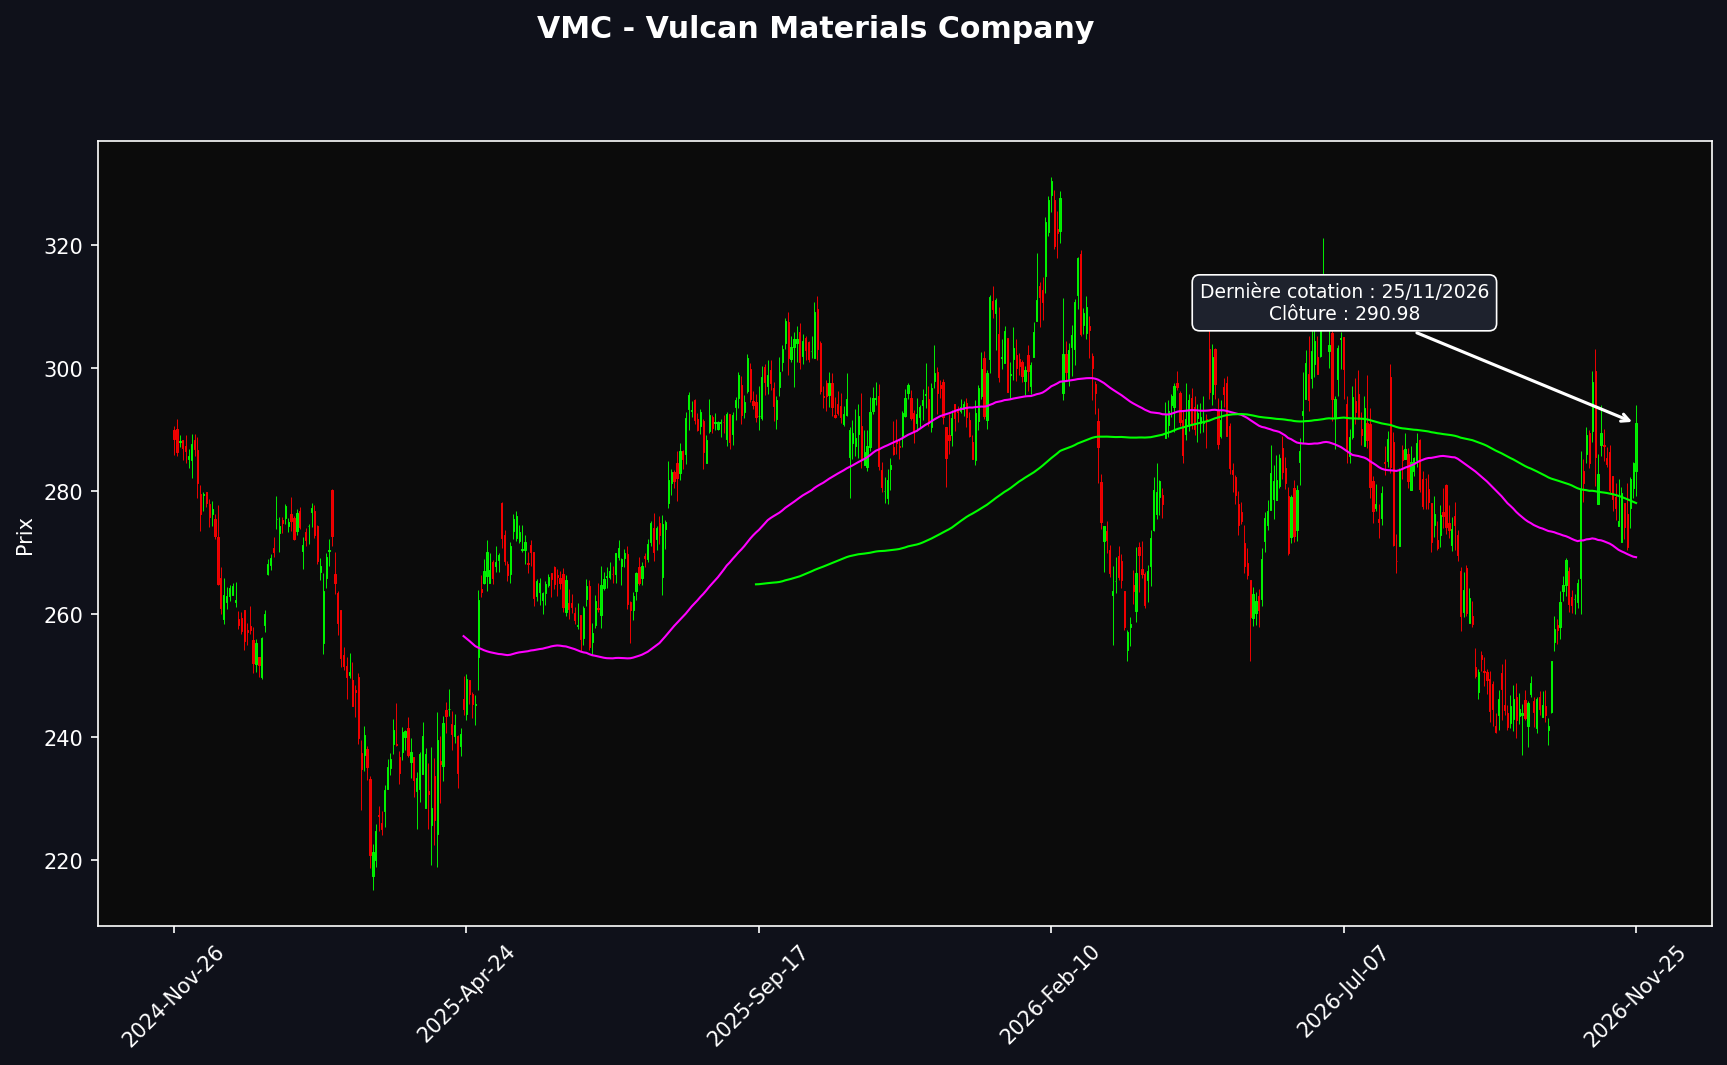 VMC - Vulcan Materials Company
Prix
320
300
280
260
240
220
Dernière cotation : 25/11/2026
Clôture : 290.98
2024-Nov-26
2025-Apr-24
2025-Sep-17
2026-Feb-10
2026-Jul-07
2026-Nov-25